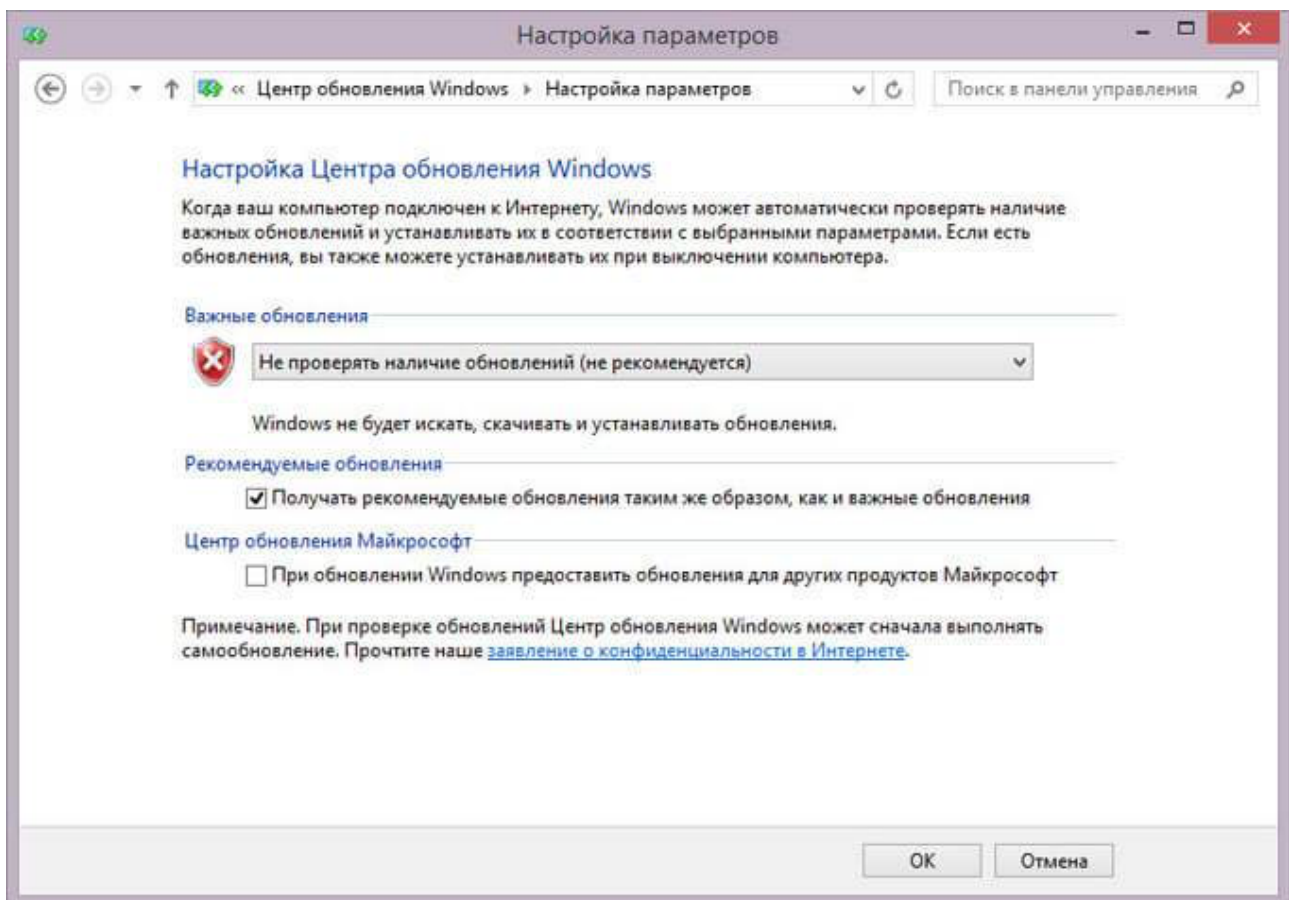 Настройка параметров
« Центр обновления Windows Настройка параметров
Поиск в панели управления
Настройка Центра обновления Windows
Когда ваш компьютер подключен к Интернету, Windows может автоматически проверять наличие
важных обновлений и устанавливать их в соответствии с выбранными параметрами. Если есть
обновления, вы также можете устанавливать их при выключении компьютера.
Важные обновления
Не проверять наличие обновлений (не рекомендуется)
Windows не будет искать, скачивать и устанавливать обновления.
Рекомендуемые обновления
Получать рекомендуемые обновления таким же образом, как и важные обновления
Центр обновления Майкрософт
При обновлении Windows предоставить обновления для других продуктов Майкрософт
Примечание. При проверке обновлений Центр обновления Windows может сначала выполнять
самообновление. Прочтите наше заявление о конфиденциальности в Интернете.
ОК
Отмена